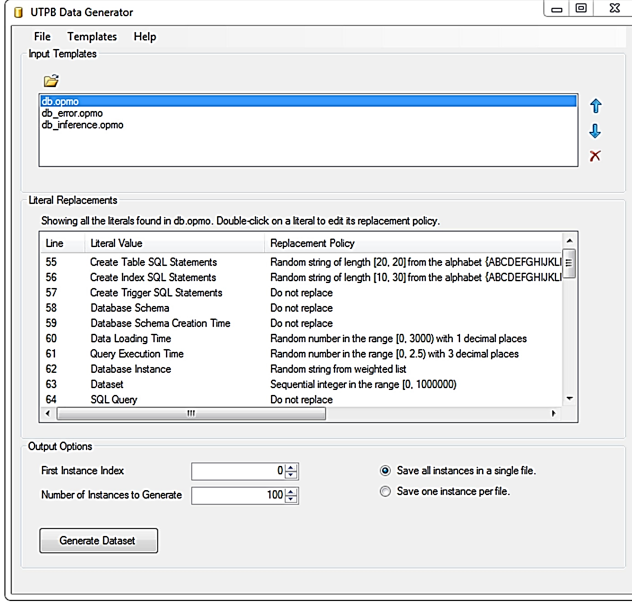 UTPB Data Generator
File Templates Help
Input Templates
db.opmo
db_error.opmo
db_inference.opmo
Literal Replacements
Showing all the literals found in db.opmo. Double-click on a literal to edit its replacement policy.
Line Literal Value Replacement Policy
55 Create Table SQL Statements Random string of length [20, 20] from the alphabet {ABCDEFGHIJKLI
56 Create Index SQL Statements Random string of length [10, 30] from the alphabet {ABCDEFGHIJKLI
57 Create Trigger SQL Statements Do not replace
58 Database Schema Do not replace
59 Database Schema Creation Time Do not replace
60 Data Loading Time Random number in the range [0, 3000) with 1 decimal places
61 Query Execution Time Random number in the range [0, 2.5) with 3 decimal places
62 Database Instance Random string from weighted list
63 Dataset Sequential integer in the range [0, 1000000)
64 SQL Query Do not replace
Output Options
First Instance Index 0 Save all instances in a single file.
Number of Instances to Generate 100 Save one instance per file.
Generate Dataset